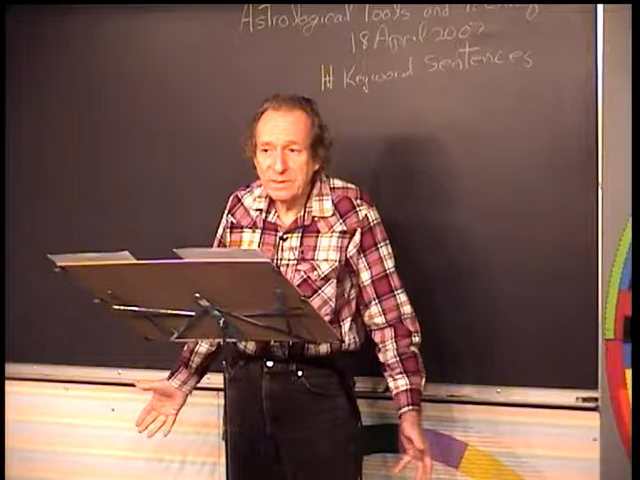 Astrological Tools and
18 April 2007
# Keyword Sentences